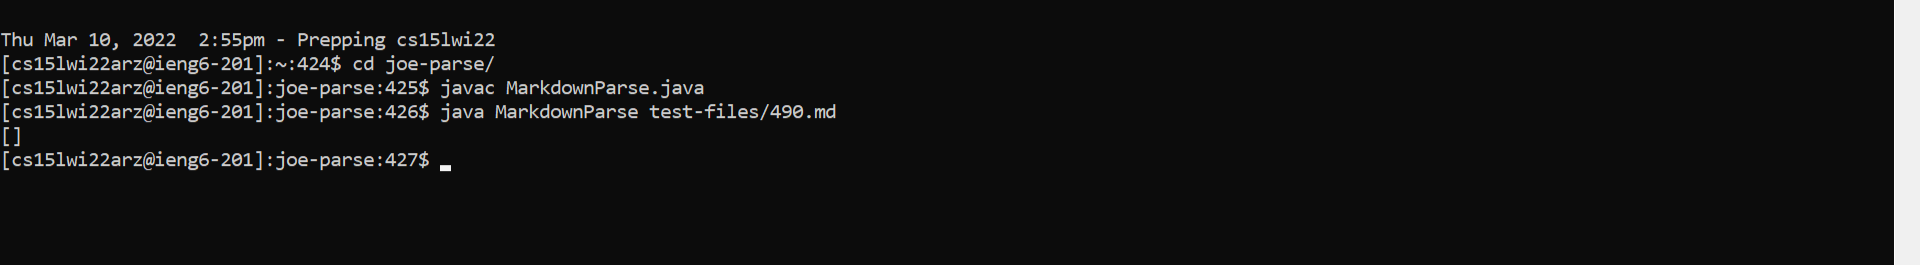 Thu Mar 10, 2022  2:55pm - Prepping cs15lwi22
[cs15lwi22arz@ieng6-201]:~:424$ cd joe-parse/
[cs15lwi22arz@ieng6-201]:joe-parse:425$ javac MarkdownParse.java
[cs15lwi22arz@ieng6-201]:joe-parse:426$ java MarkdownParse test-files/490.md
[]
[cs15lwi22arz@ieng6-201]:joe-parse:427$